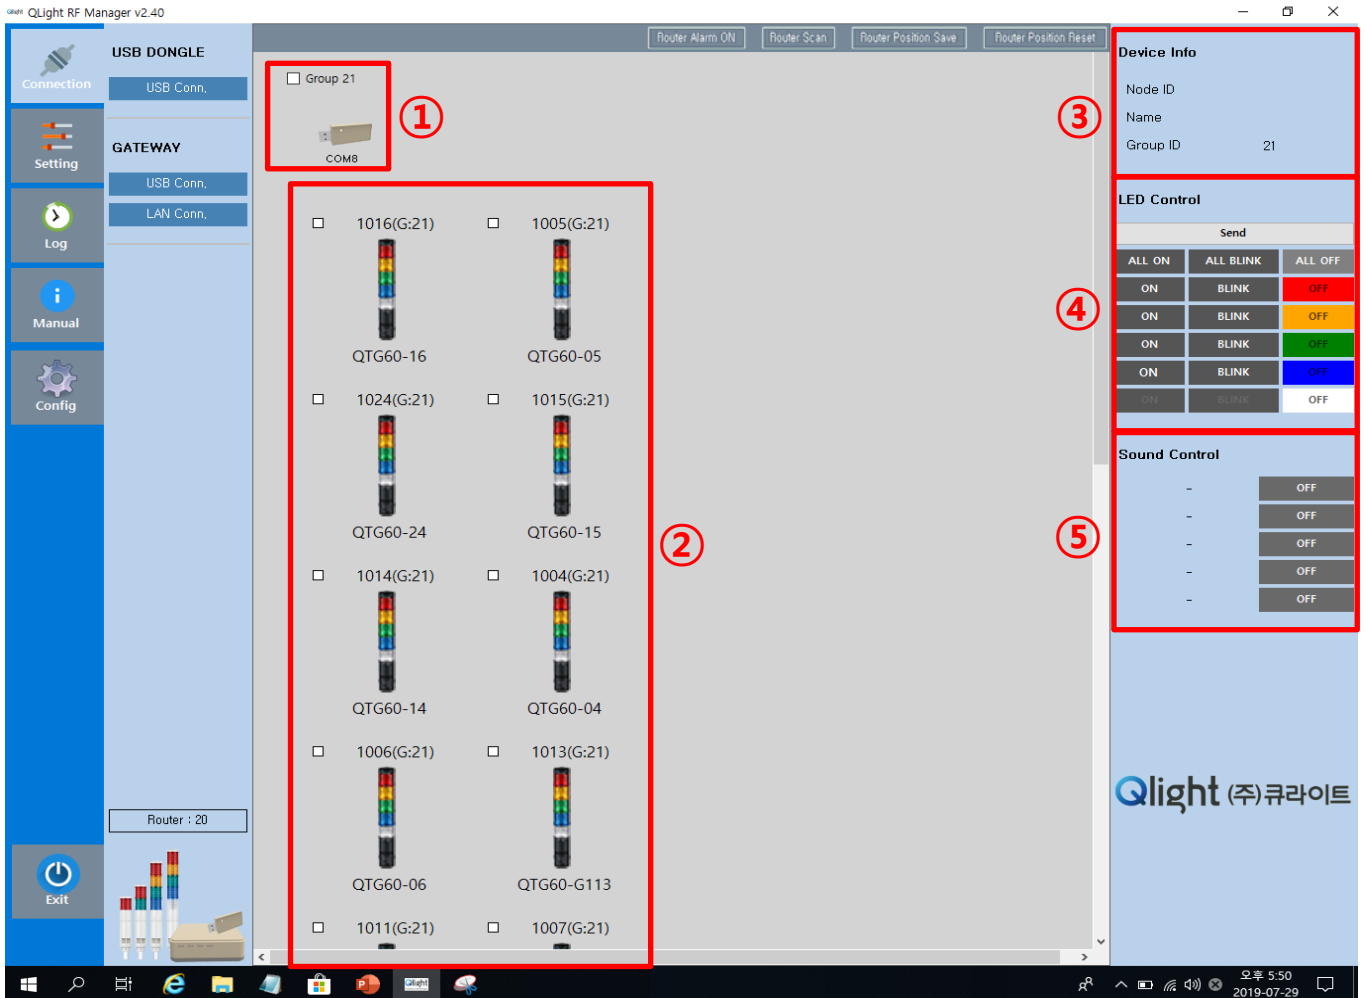 Qlight QLight RF Manager v2.40
Connection
Setting
Log
Manual
Config
Exit
USB DONGLE
USB Conn.
GATEWAY
USB Conn.
LAN Conn.
Router : 20
Router Alarm ON
Router Scan
Router Position Save
Router Position Reset
Group 21
COM8
①
1016(G:21) 1005(G:21)
QTG60-16 QTG60-05
1024(G:21) 1015(G:21)
QTG60-24 QTG60-15
1014(G:21) 1004(G:21)
QTG60-14 QTG60-04
1006(G:21) 1013(G:21)
QTG60-06 QTG60-G113
1011(G:21) 1007(G:21)
②
③
Device Info
Node ID
Name
Group ID 21
④
LED Control
Send
ALL ON ALL BLINK ALL OFF
ON BLINK OFF
ON BLINK OFF
ON BLINK OFF
ON BLINK OFF
ON BLINK OFF
⑤
Sound Control
- OFF
- OFF
- OFF
- OFF
- OFF
Qlight (주)큐라이트
Qlight
오후 5:50
2019-07-29